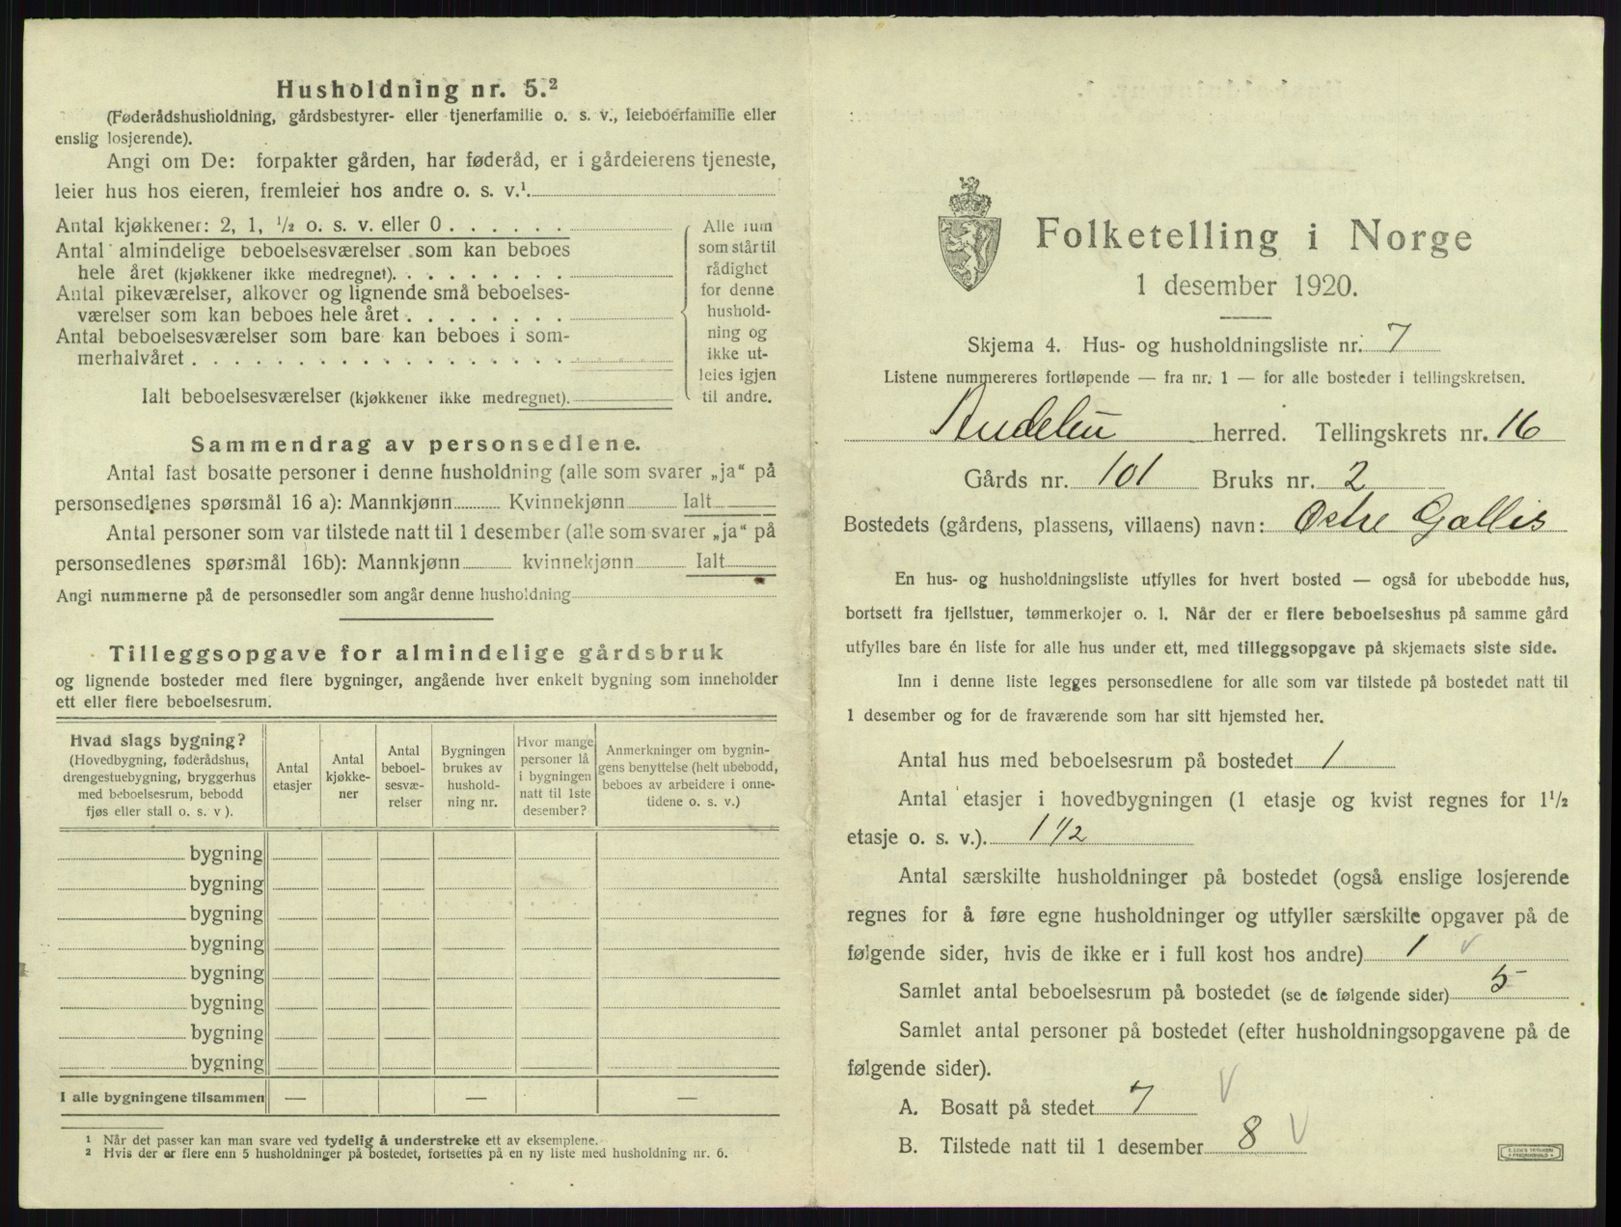 Husholdning nr. 5.²
(Føderådshusholdning, gårdsbestyrer- eller tjenerfamilie o. s. v., leieboerfamilie eller
enslig losjerende).
Angi om De: forpakter gården, har føderåd, er i gårdeierens tjeneste,
leier hus hos eieren, fremleier hos andre o. s. v.¹.
Antal kjøkkener: 2, 1, ½ o. s. v. eller 0 . . . . . .
Antal almindelige beboelsesværelser som kan beboes
hele året (kjøkkener ikke medregnet). . . . . . . .
Antal pikeværelser, alkover og lignende små beboelses-
værelser som kan beboes hele året . . . . . . . .
Antal beboelsesværelser som bare kan beboes i som-
merhalvåret . . . . . . . . . . . . . . . .
Ialt beboelsesværelser (kjøkkener ikke medregnet).
Alle rum
som står til
rådighet
for denne
hushold-
ning og
ikke ut-
leies igjen
til andre.
Sammendrag av personsedlene.
Antal fast bosatte personer i denne husholdning (alle som svarer „ja“ på
personsedlenes spørsmål 16 a): Mannkjønn Kvinnekjønn Ialt
Antal personer som var tilstede natt til 1 desember (alle som svarer „ja“ på
personsedlenes spørsmål 16b): Mannkjønn kvinnekjønn Ialt
Angi nummerne på de personsedler som angår denne husholdning
Tilleggsopgave for almindelige gårdsbruk
og lignende bosteder med flere bygninger, angående hver enkelt bygning som inneholder
ett eller flere beboelsesrum.
Hvad slags bygning?
(Hovedbygning, føderådshus,
drengestuebygning, bryggerhus
med beboelsesrum, bebodd
fjøs eller stall o. s. v ).
Antal
etasjer
Antal
kjøkke-
ner
Antal
beboel-
sesvæ-
relser
Bygningen
brukes av
hushold-
ning nr.
Hvor mange
personer lå
i bygningen
natt til 1ste
desember?
Anmerkninger om bygnin-
gens benyttelse (helt ubebodd,
beboes av arbeidere i onne-
tidene o. s. v.)
bygning
bygning
bygning
bygning
bygning
bygning
bygning
bygning
I alle bygningene tilsammen — — —
¹ Når det passer kan man svare ved tydelig å understreke ett av eksemplene.
² Hvis der er flere enn 5 husholdninger på bostedet, fortsettes på en ny liste med husholdning nr. 6.
Folketelling i Norge
1 desember 1920.
Skjema 4. Hus- og husholdningsliste nr. 7
Listene nummereres fortløpende — fra nr. 1 — for alle bosteder i tellingskretsen.
herred. Tellingskrets nr. 16
Gårds nr. 101 Bruks nr. 2
Bostedets (gårdens, plassens, villaens) navn: Østre Gallis
En hus- og husholdningsliste utfylles for hvert bosted — også for ubebodde hus,
bortsett fra fjellstuer, tømmerkojer o. l. Når der er flere beboelseshus på samme gård
utfylles bare én liste for alle hus under ett, med tilleggsopgave på skjemaets siste side.
Inn i denne liste legges personsedlene for alle som var tilstede på bostedet natt til
1 desember og for de fraværende som har sitt hjemsted her.
Antal hus med beboelsesrum på bostedet 1
Antal etasjer i hovedbygningen (1 etasje og kvist regnes for 1½
etasje o. s. v.). 1 ½
Antal særskilte husholdninger på bostedet (også enslige losjerende
regnes for å føre egne husholdninger og utfyller særskilte opgaver på de
følgende sider, hvis de ikke er i full kost hos andre) 1 v
Samlet antal beboelsesrum på bostedet (se de følgende sider) 5
Samlet antal personer på bostedet (efter husholdningsopgavene på de
følgende sider).
A. Bosatt på stedet 7 v
B. Tilstede natt til 1 desember 8 v